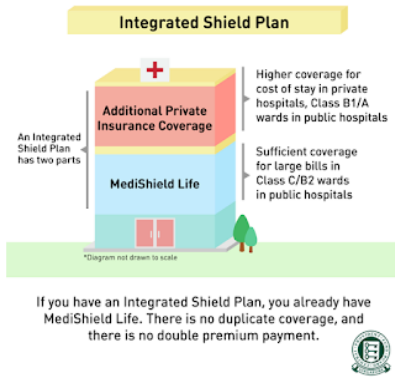 Integrated Shield Plan
Additional Private
Insurance Coverage
Higher coverage for
cost of stay in private
hospitals, Class B1/A
wards in public hospitals
An Integrated
Shield Plan
has two parts
MediShield Life
Sufficient coverage
for large bills in
Class C/B2 wards
in public hospitals
*Diagram not drawn to scale
If you have an Integrated Shield Plan, you already have
MediShield Life. There is no duplicate coverage, and
there is no double premium payment.